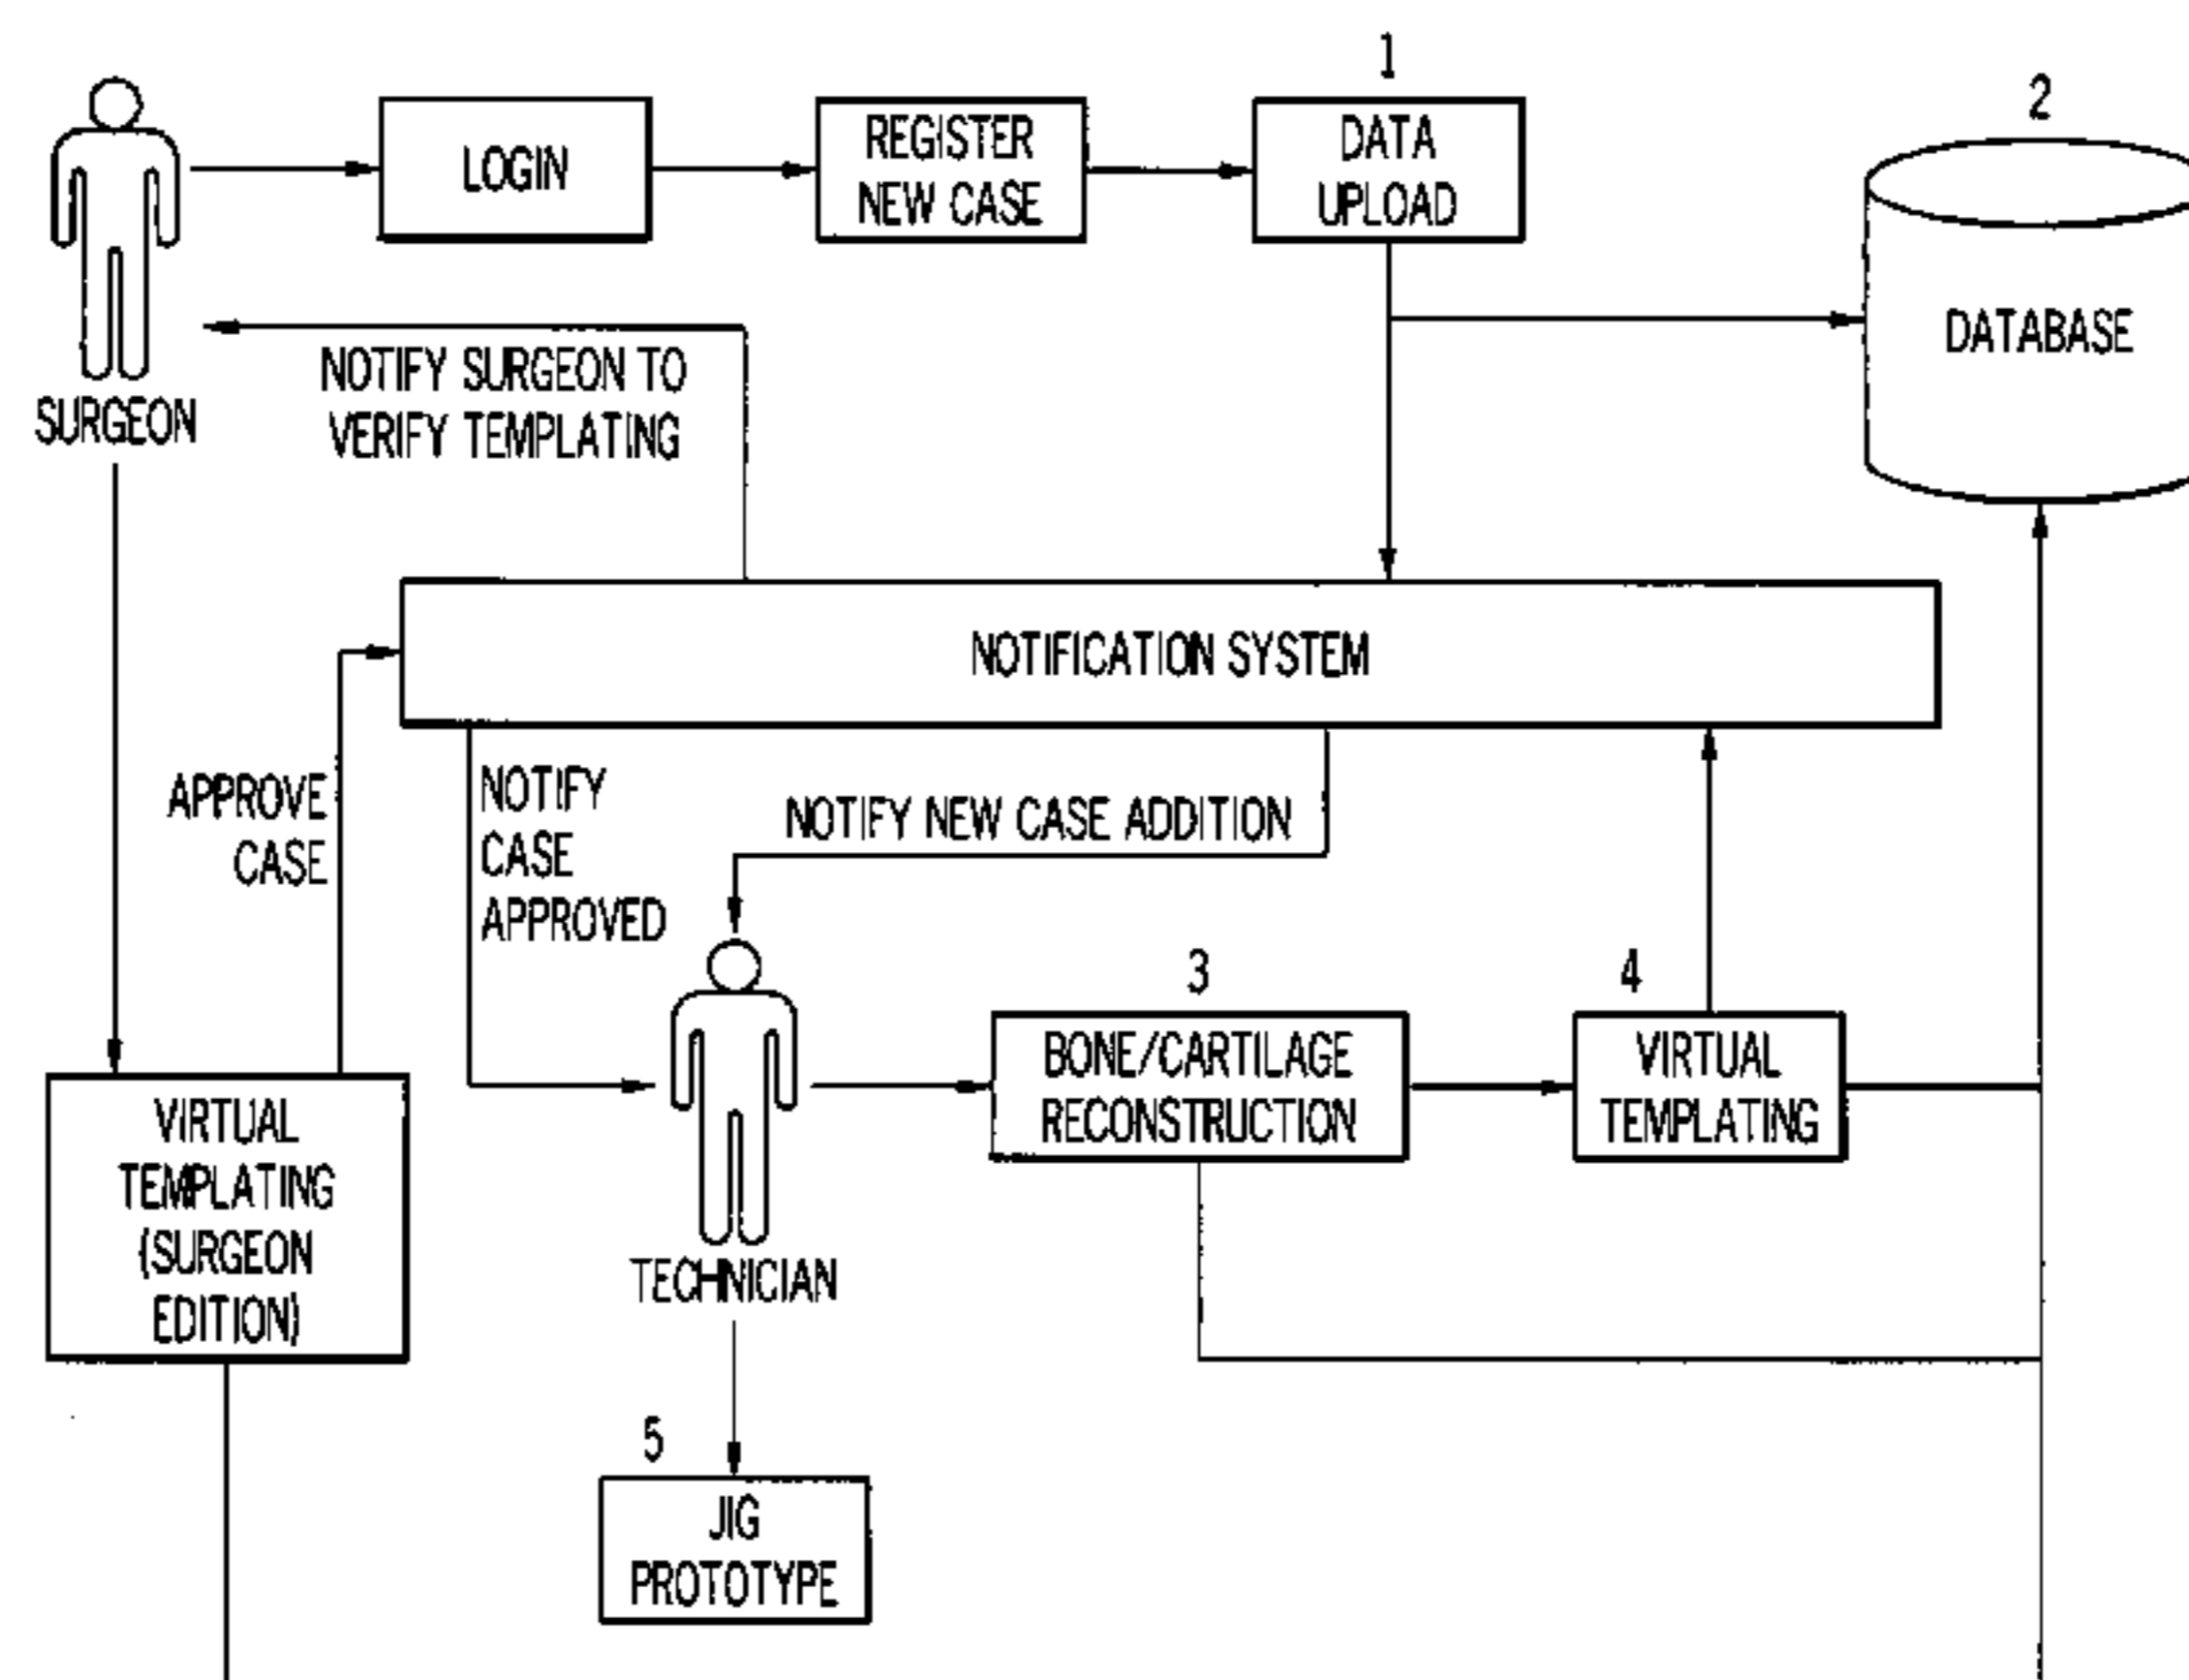 1
2
LOGIN
REGISTER
NEW CASE
DATA
UPLOAD
DATABASE
SURGEON
NOTIFY SURGEON TO
VERIFY TEMPLATING
NOTIFICATION SYSTEM
APPROVE
CASE
NOTIFY
CASE
APPROVED
NOTIFY NEW CASE ADDITION
3
4
BONE/CARTILAGE
RECONSTRUCTION
VIRTUAL
TEMPLATING
VIRTUAL
TEMPLATING
(SURGEON
EDITION)
TECHNICIAN
5
JIG
PROTOTYPE